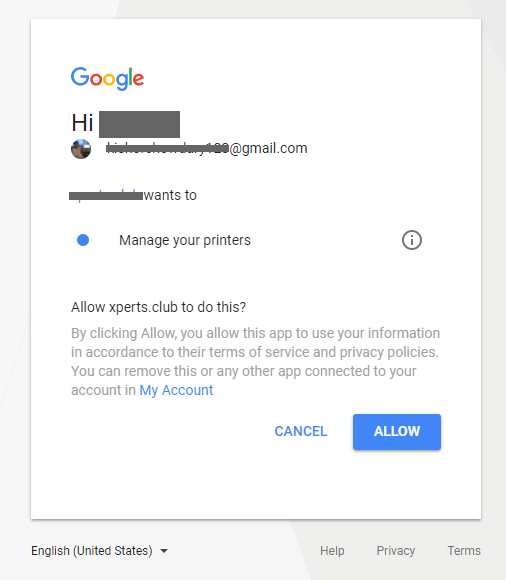 Google
Hi
@gmail.com
wants to
Manage your printers
Allow xperts.club to do this?
By clicking Allow, you allow this app to use your information
in accordance to their terms of service and privacy policies.
You can remove this or any other app connected to your
account in My Account
CANCEL
ALLOW
English (United States)
Help
Privacy
Terms